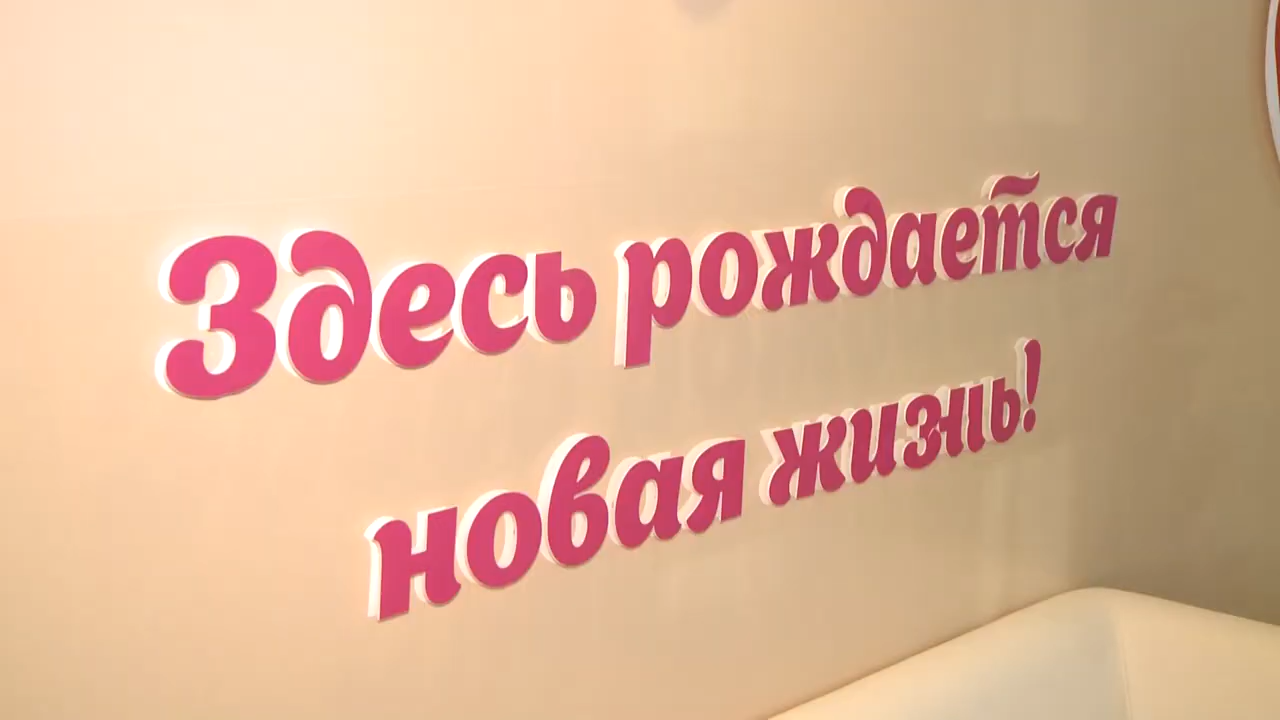 Здесь рождается
новая жизнь!